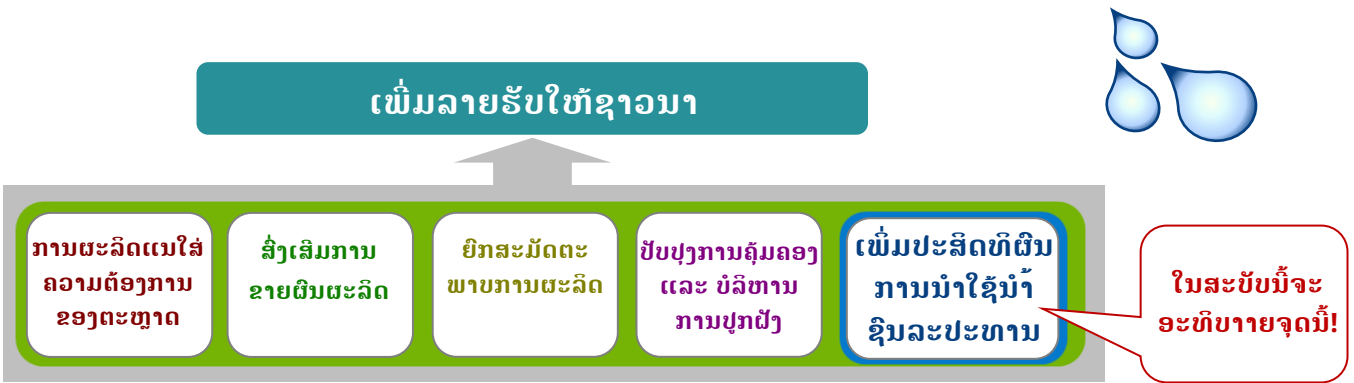 ເພີ່ມລາຍຮັບໃຫ້ຊາວນາ
ການຜະລິດແນໃສ່
ຄວາມຕ້ອງການ
ຂອງຕະຫຼາດ
ສົ່ງເສີມການ
ຂາຍຜົນຜະລິດ
ຍົກສະມັດຕະ
ພາບການຜະລິດ
ປັບປຸງການຄຸ້ມຄອງ
ແລະ ບໍລິຫານ
ການປູກຝັງ
ເພີ່ມປະສິດທິຜົນ
ການນຳໃຊ້ນ້ຳ
ຊົນລະປະທານ
ໃນສະບັບນີ້ຈະ
ອະທິບາາຍຈຸດນີ້!